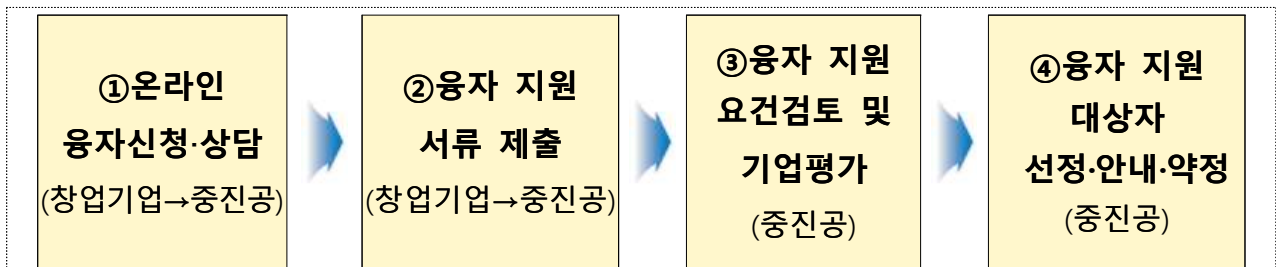 ①온라인
융자신청·상담
(창업기업→중진공)
②융자 지원
서류 제출
(창업기업→중진공)
③융자 지원
요건검토 및
기업평가
(중진공)
④융자 지원
대상자
선정·안내·약정
(중진공)